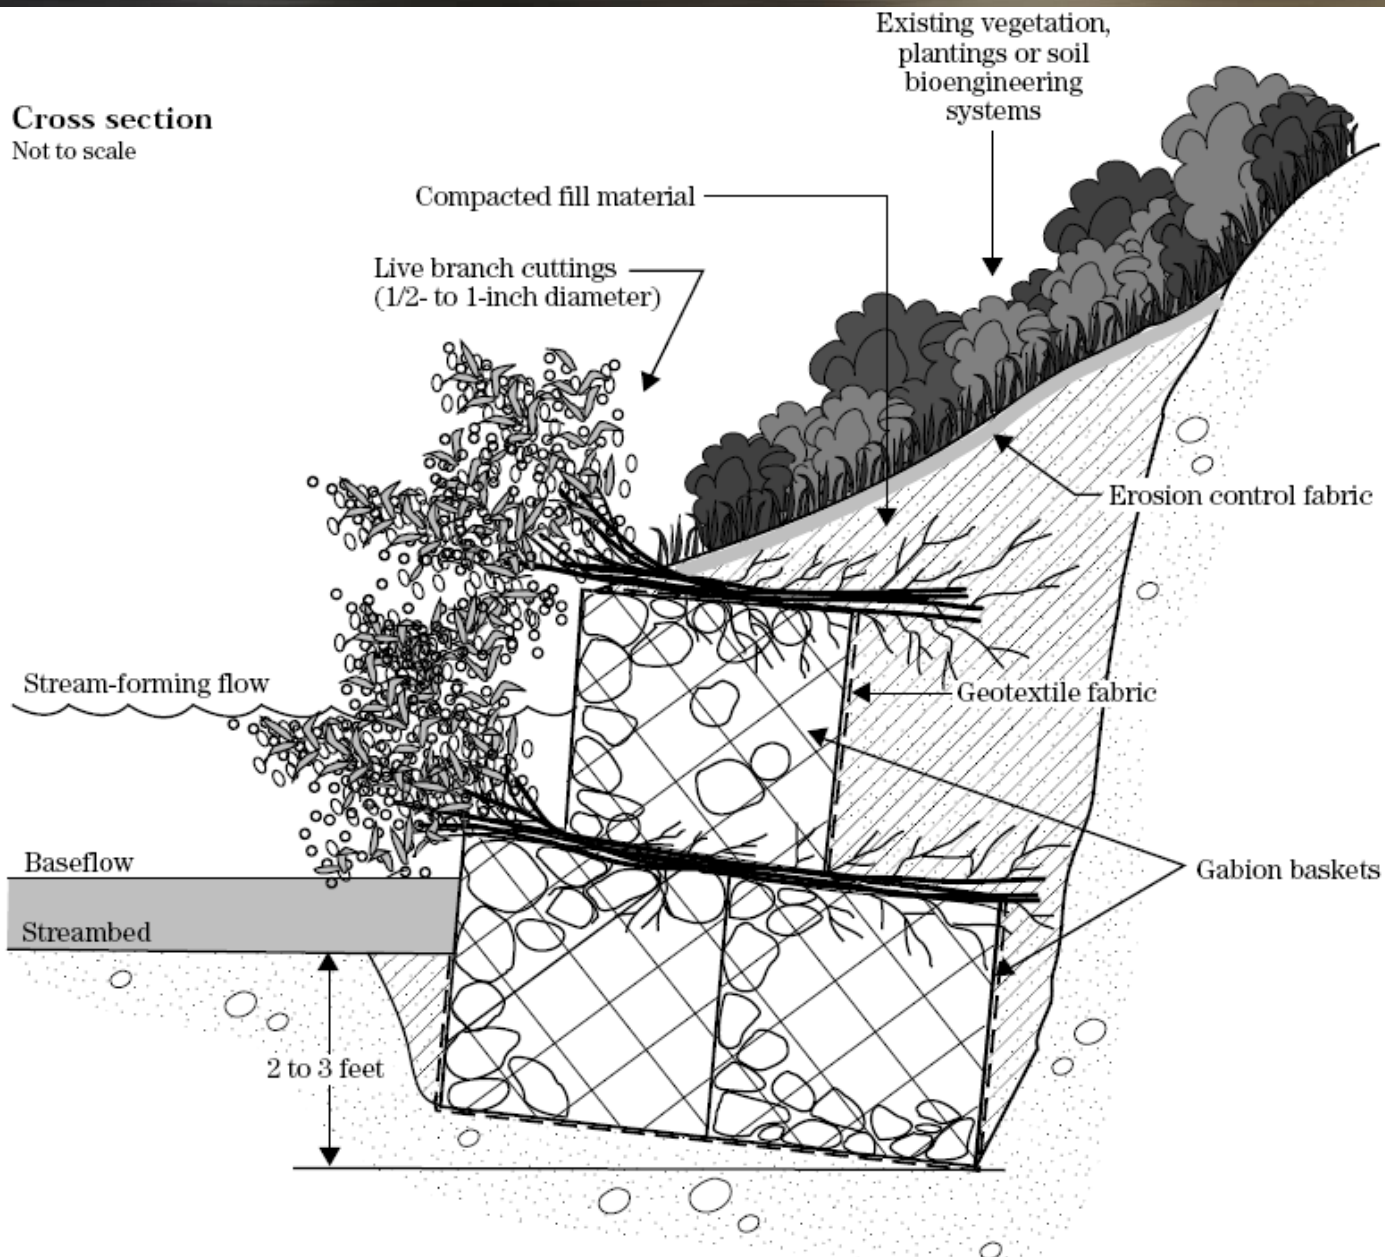 Existing vegetation,
plantings or soil
bioengineering
systems
Cross section
Not to scale
Compacted fill material
Live branch cuttings
(1/2- to 1-inch diameter)
Erosion control fabric
Stream-forming flow
Geotextile fabric
Baseflow
Gabion baskets
Streambed
2 to 3 feet